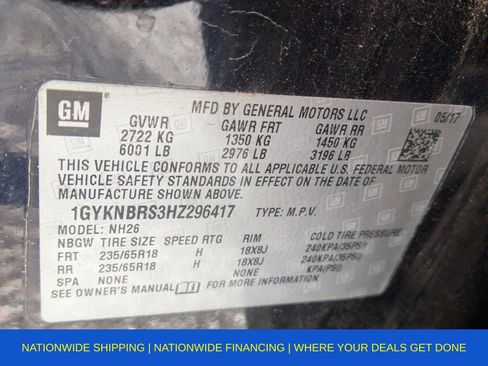 GM
MFD BY GENERAL MOTORS LLC 05/17
GVWR GAWR FRT GAWR RR
2722 KG 1350 KG 1450 KG
6001 LB 2976 LB 3196 LB
THIS VEHICLE CONFORMS TO ALL APPLICABLE U.S. FEDERAL MOTOR
VEHICLE SAFETY STANDARDS IN EFFECT ON THE DATE OF
MANUFACTURE SHOWN ABOVE.
1GYKNBRS3HZ296417 TYPE: M.P.V.
MODEL: NH26
NBGW TIRE SIZE SPEED RTG RIM COLD TIRE PRESSURE
FRT 235/65R18 H 18X8J 240KPA(35PSI)
RR 235/65R18 H 18X8J 240KPA(35PSI)
SPA NONE NONE KPA(PSI)
SEE OWNER'S MANUAL FOR MORE INFORMATION.
NATIONWIDE SHIPPING | NATIONWIDE FINANCING | WHERE YOUR DEALS GET DONE